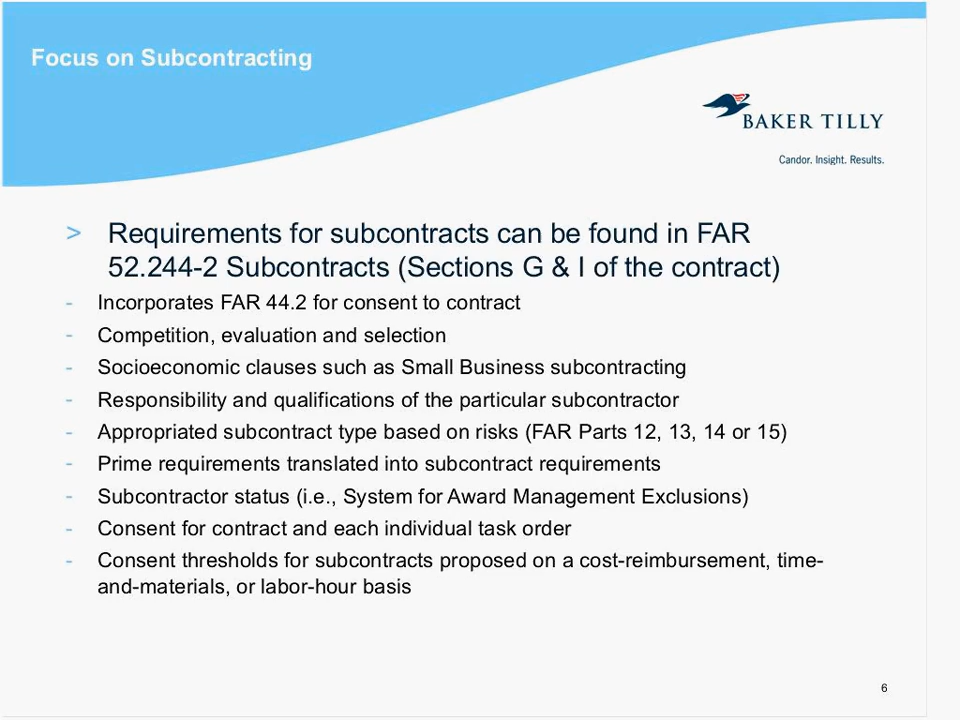 Focus on Subcontracting
BAKER TILLY
Candor. Insight. Results.
> Requirements for subcontracts can be found in FAR
52.244-2 Subcontracts (Sections G & I of the contract)
- Incorporates FAR 44.2 for consent to contract
- Competition, evaluation and selection
- Socioeconomic clauses such as Small Business subcontracting
- Responsibility and qualifications of the particular subcontractor
- Appropriated subcontract type based on risks (FAR Parts 12, 13, 14 or 15)
- Prime requirements translated into subcontract requirements
- Subcontractor status (i.e., System for Award Management Exclusions)
- Consent for contract and each individual task order
- Consent thresholds for subcontracts proposed on a cost-reimbursement, time-
and-materials, or labor-hour basis
6